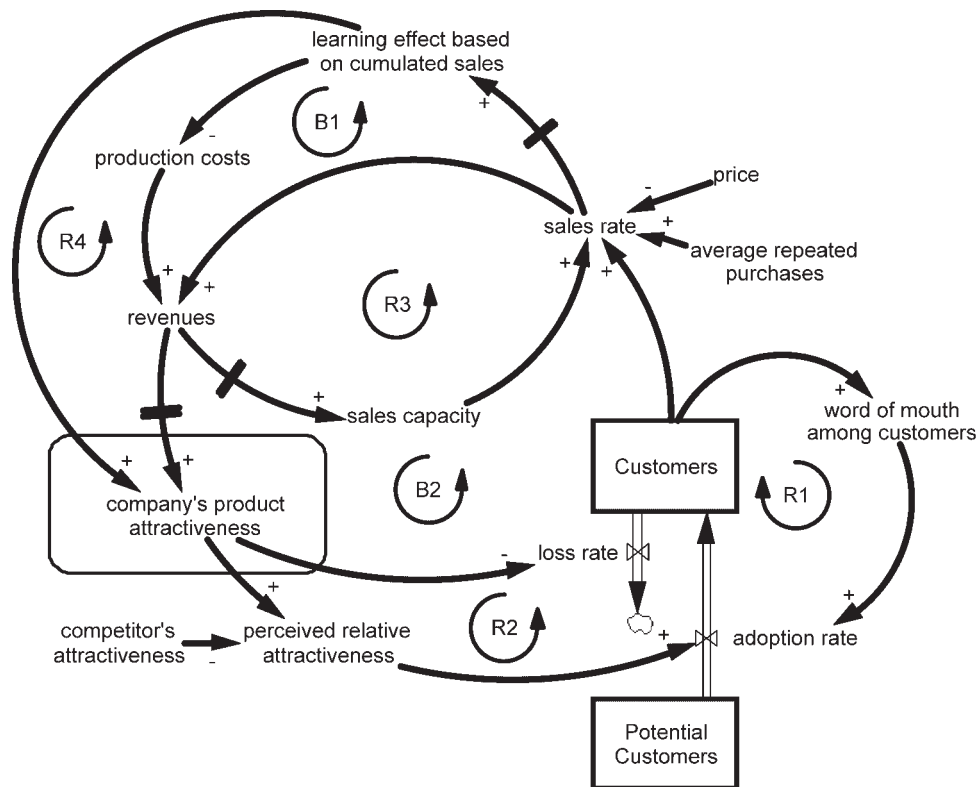 learning effect based
on cumulated sales
+
B1
-
production costs
price
-
sales rate
+
average repeated
purchases
R4
+
+
+
+
R3
revenues
+
sales capacity
+
word of mouth
among customers
Customers
+
+
company's product
attractiveness
B2
R1
-
loss rate
+
R2
+
competitor's
attractiveness
-
perceived relative
attractiveness
+
adoption rate
Potential
Customers